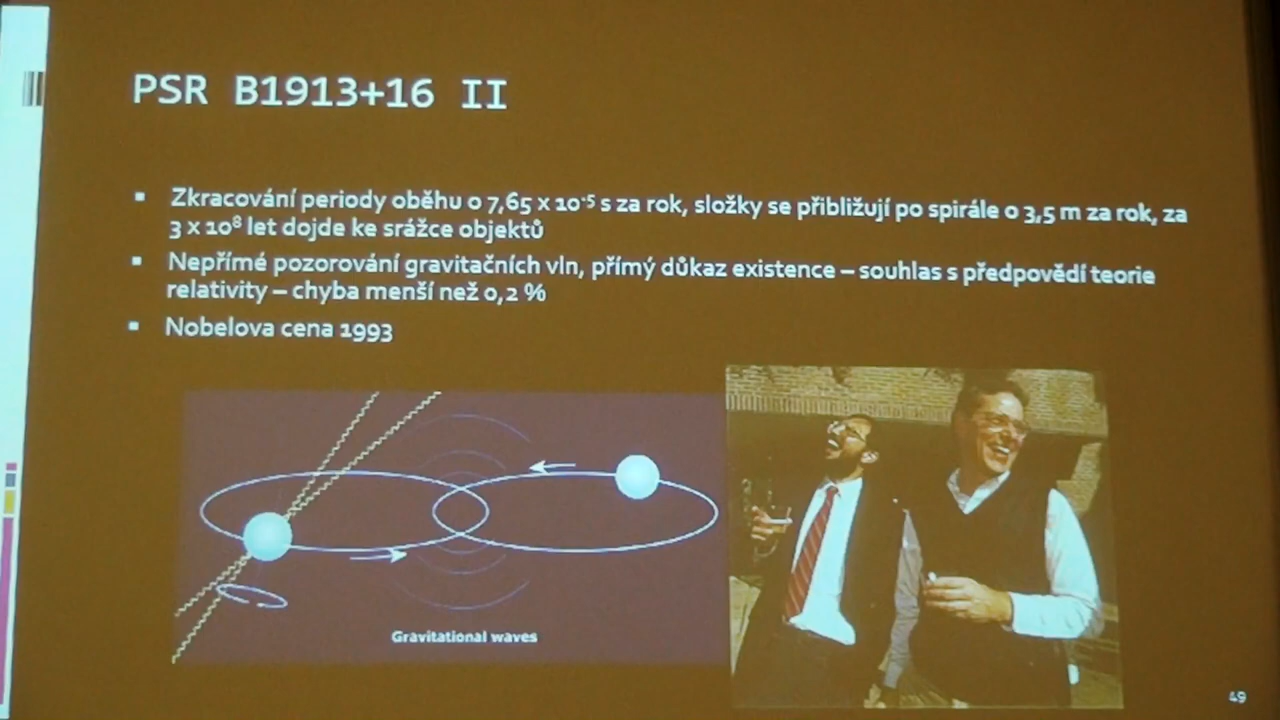 PSR B1913+16 II
▪ Zkracování periody oběhu o 7,65 x 10⁻⁵ s za rok, složky se přibližují po spirále o 3,5 m za rok, za
3 x 10⁸ let dojde ke srážce objektů
▪ Nepřímé pozorování gravitačních vln, přímý důkaz existence – souhlas s předpovědí teorie
relativity – chyba menší než 0,2 %
▪ Nobelova cena 1993
Gravitational waves
49